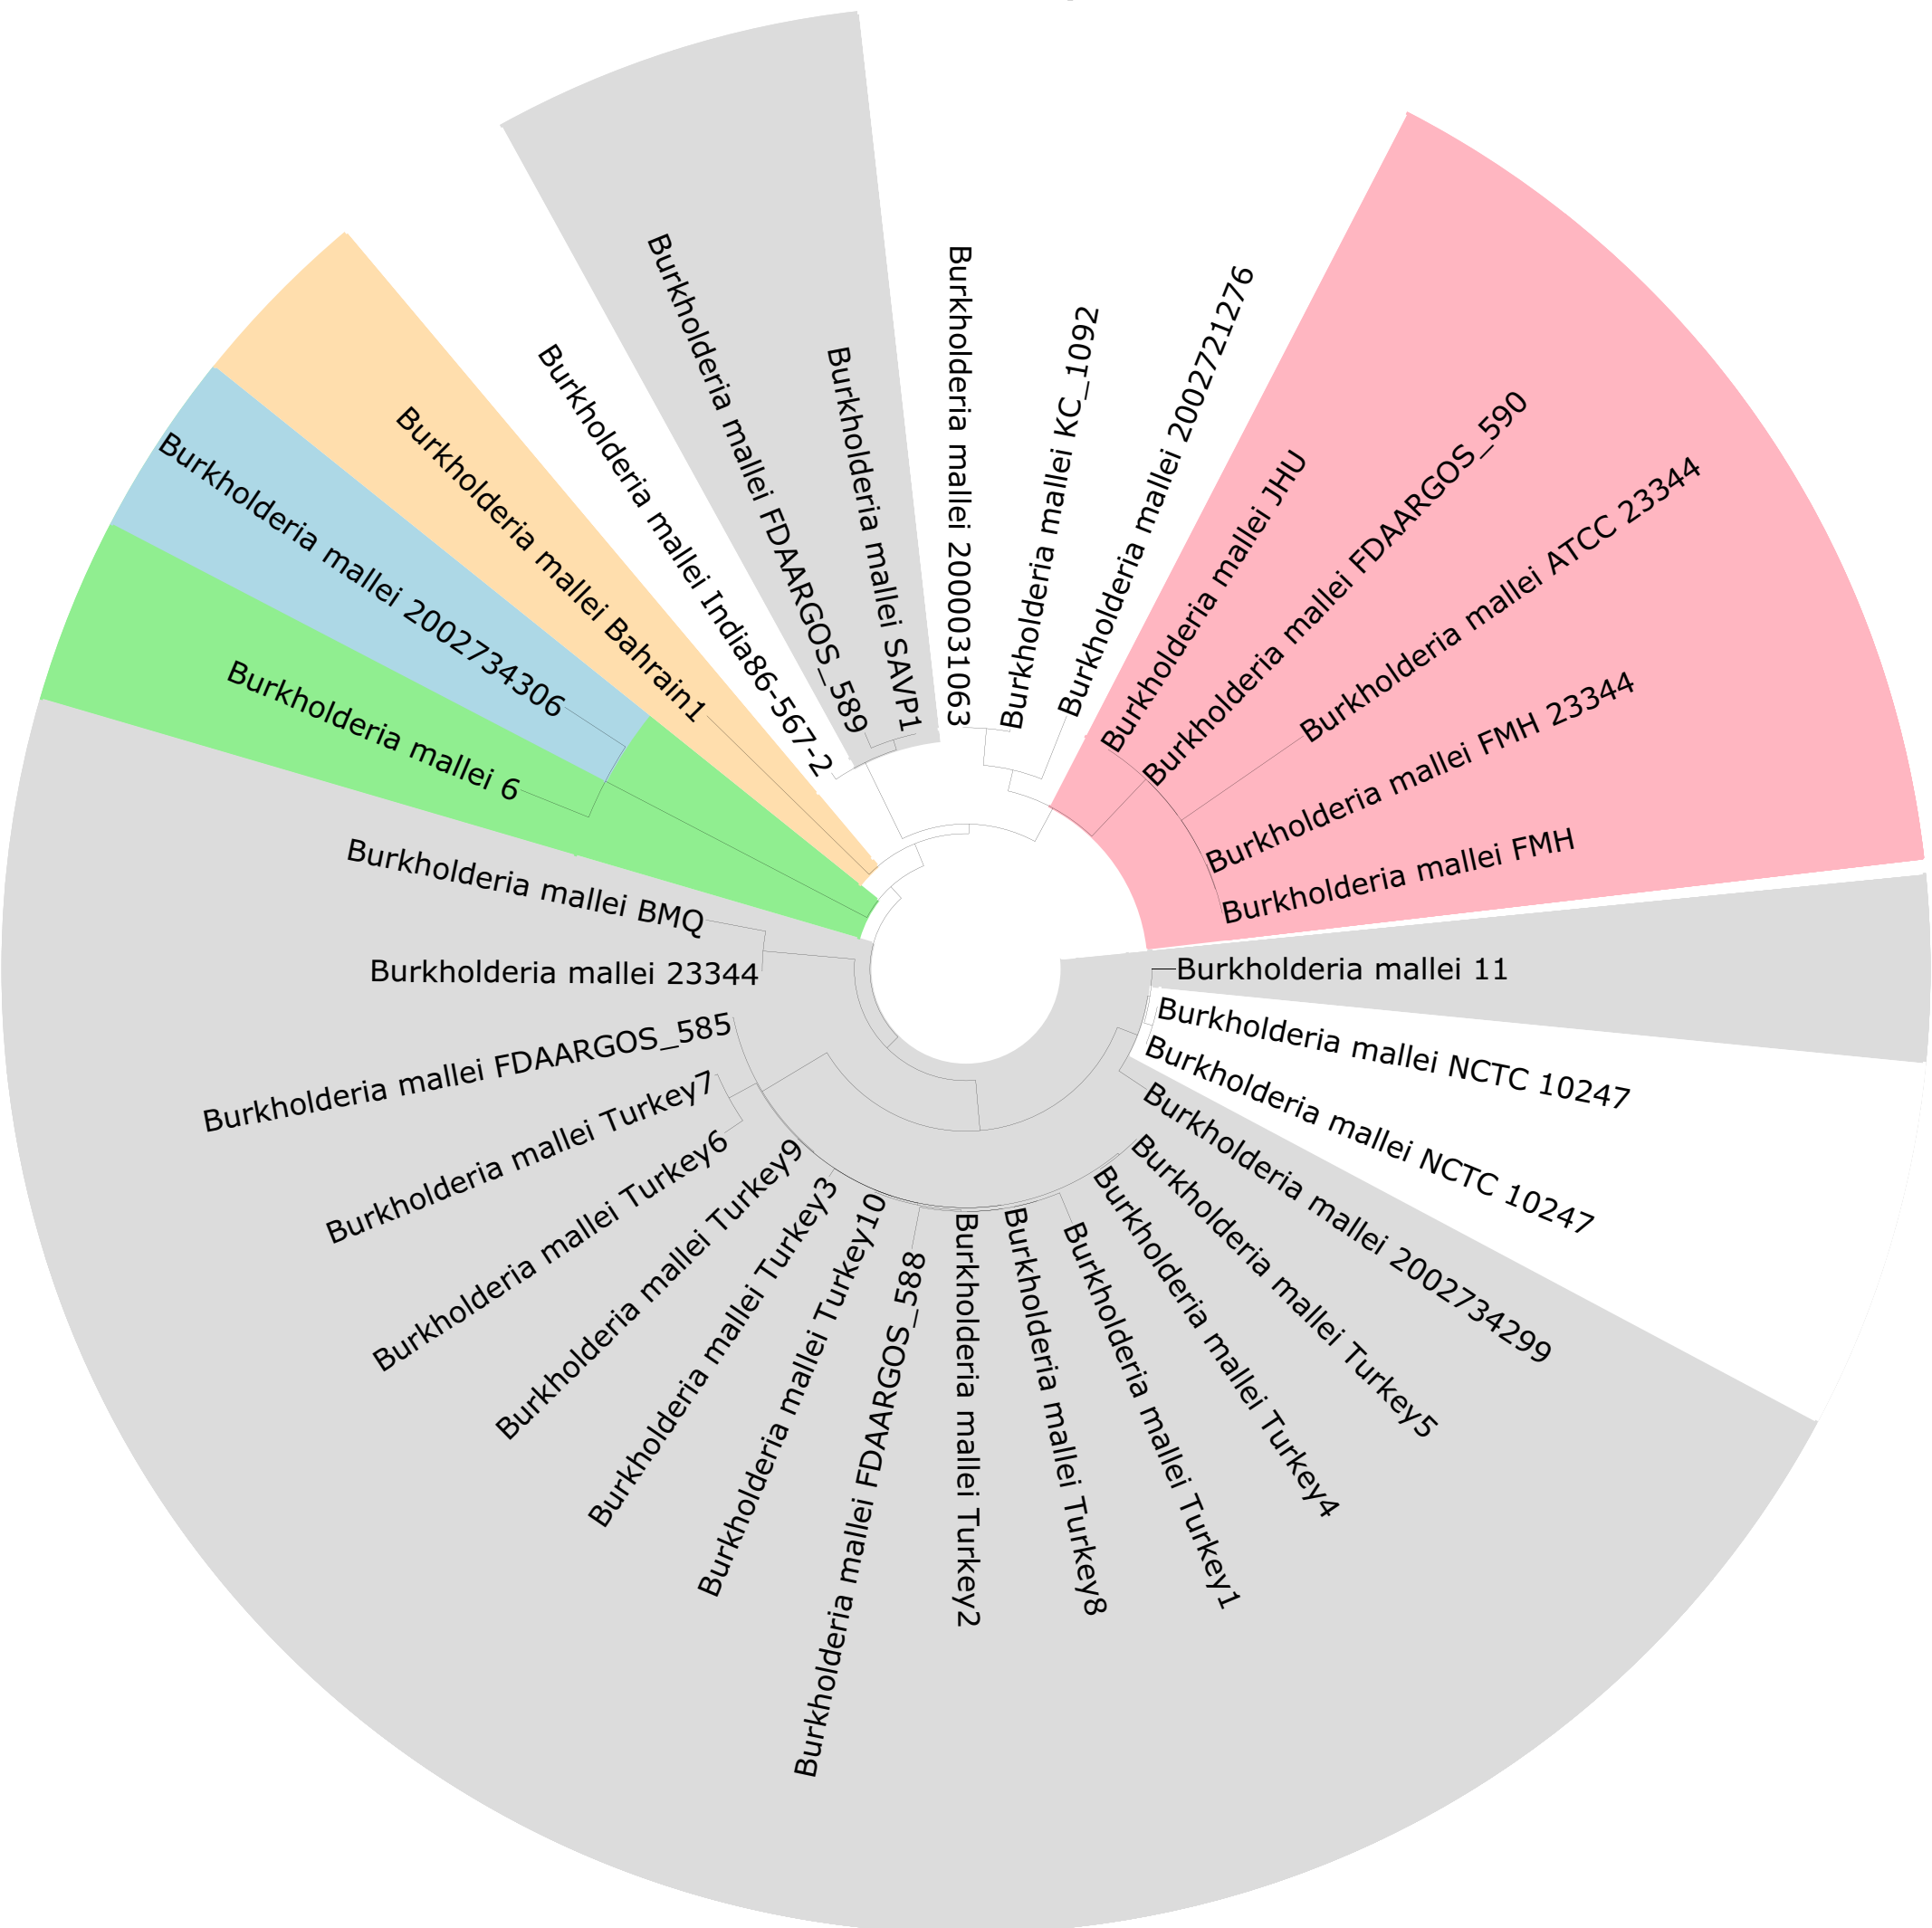 Burkholderia mallei 2000031063
Burkholderia mallei KC_1092
Burkholderia mallei 2002721276
Burkholderia mallei JHU
Burkholderia mallei FDAARGOS_590
Burkholderia mallei ATCC 23344
Burkholderia mallei FMH 23344
Burkholderia mallei FMH
Burkholderia mallei 11
Burkholderia mallei NCTC 10247
Burkholderia mallei NCTC 10247
Burkholderia mallei 2002734299
Burkholderia mallei Turkey5
Burkholderia mallei Turkey4
Burkholderia mallei Turkey1
Burkholderia mallei Turkey8
Burkholderia mallei Turkey2
Burkholderia mallei FDAARGOS_588
Burkholderia mallei Turkey10
Burkholderia mallei Turkey3
Burkholderia mallei Turkey9
Burkholderia mallei Turkey6
Burkholderia mallei Turkey7
Burkholderia mallei FDAARGOS_585
Burkholderia mallei 23344
Burkholderia mallei BMQ
Burkholderia mallei 6
Burkholderia mallei 2002734306
Burkholderia mallei Bahrain1
Burkholderia mallei India86-567-2
Burkholderia mallei FDAARGOS_589
Burkholderia mallei SAVP1